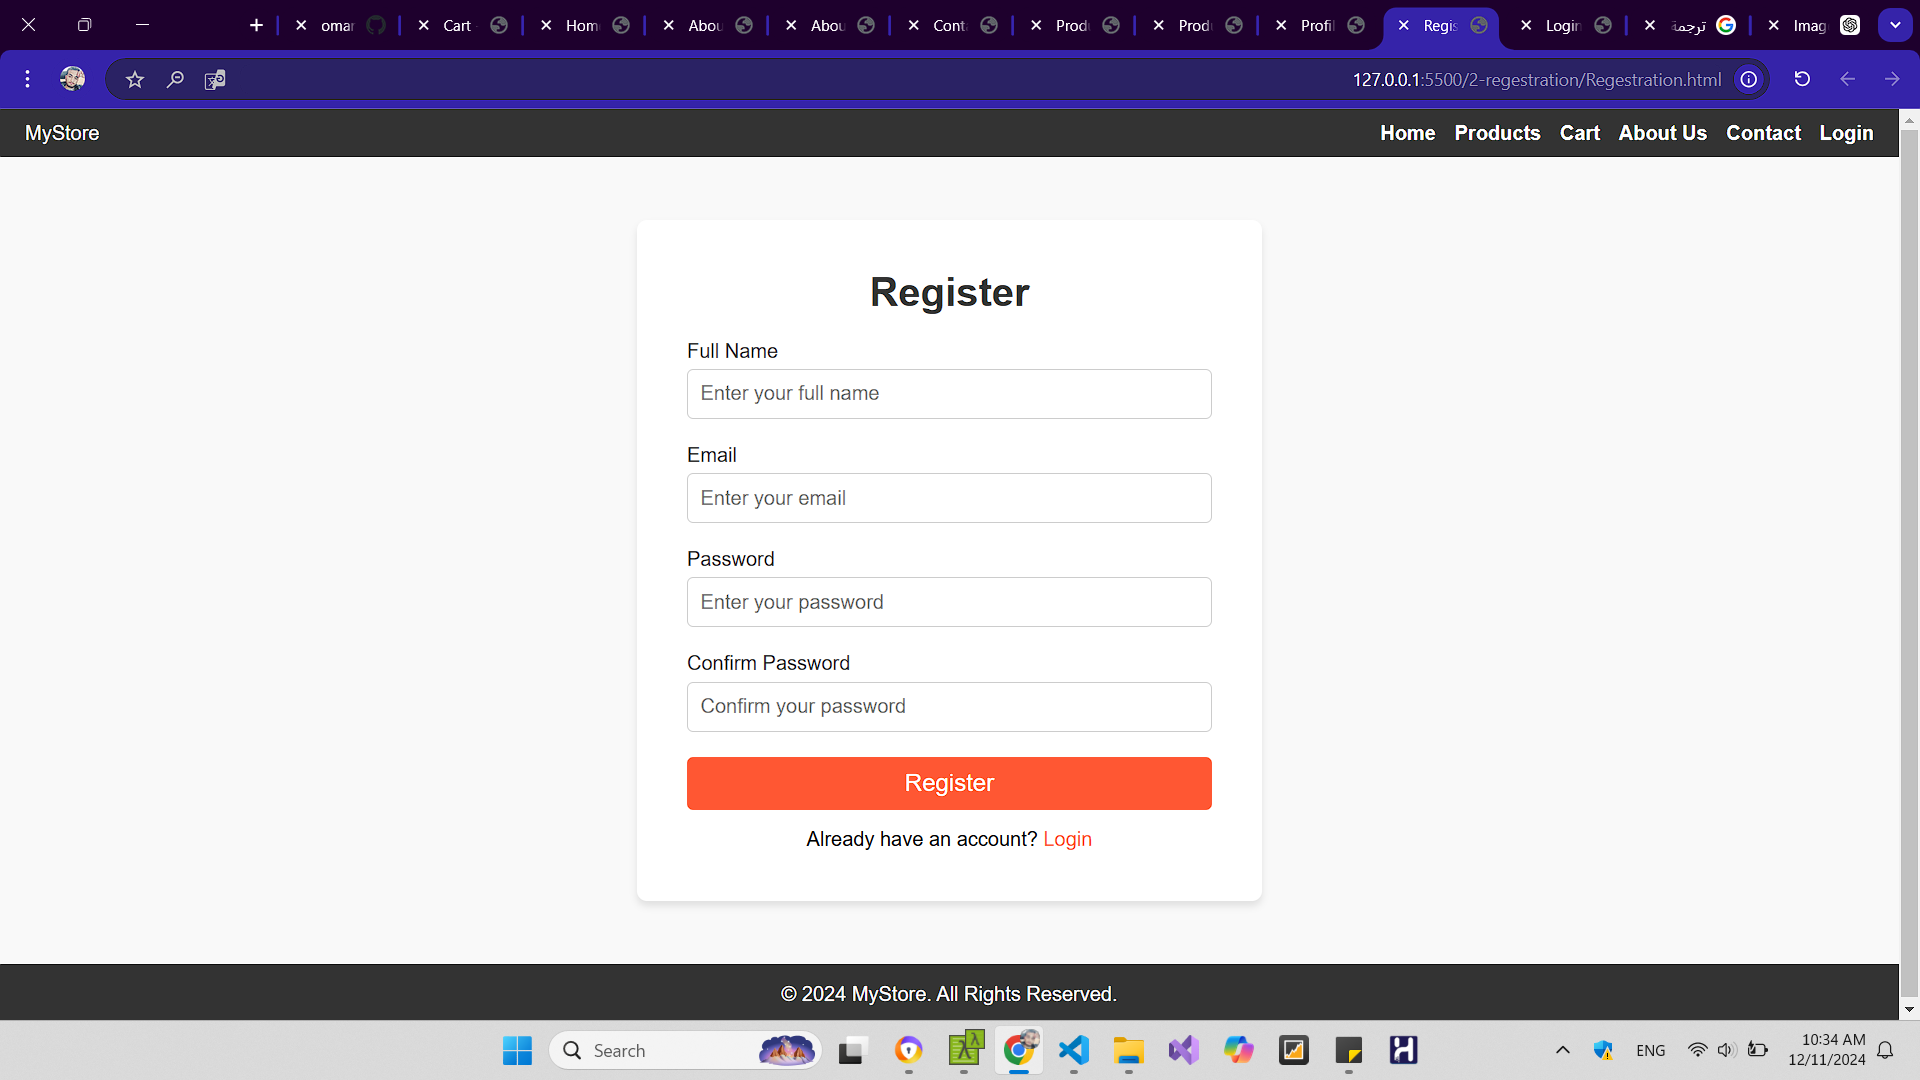 omar
Cart
Hom
Abou
Abou
Conta
Prod
Prod
Profil
Regis
Login
ترجمة
Imag
127.0.0.1:5500/2-regestration/Regestration.html
MyStore
Home Products Cart About Us Contact Login
Register
Full Name
Enter your full name
Email
Enter your email
Password
Enter your password
Confirm Password
Confirm your password
Register
Already have an account? Login
© 2024 MyStore. All Rights Reserved.
Search
ENG
10:34 AM
12/11/2024